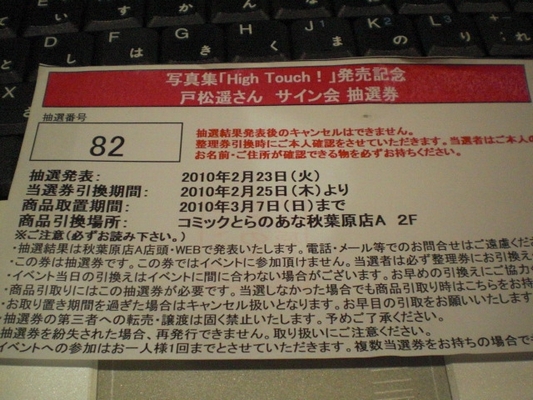 D
F
G
H
J
K
L
し
は
き
く
ま
の
り
れ
と
X
さ
写真集「High Touch!」発売記念
戸松遥さん サイン会 抽選券
抽選番号
82
抽選結果発表後のキャンセルはできません。
整理券引換時にご本人確認をさせていただきます。当選者はご本人の
お名前・ご住所が確認できる物を必ずお持ちください。
抽選発表: 2010年2月23日(火)
当選券引換期間: 2010年2月25日(木)より
商品取置期間: 2010年3月7日(日)まで
商品引換場所: コミックとらのあな秋葉原店A 2F
※ご注意(必ずお読み下さい。)
・抽選結果は秋葉原店A店頭・WEBで発表いたします。電話・メール等でのお問合せはご遠慮くだ
・この券は抽選券です。この券ではイベントに参加頂けません。当選者は必ず整理券にお引換え
・イベント当日の引換えはイベントに間に合わない場合がございます。お早めの引換えにご協力
・商品引取りにはこの抽選券が必要です。当選しなかった場合でも商品引取り時はこちらをお持
・お取り置き期間を過ぎた場合はキャンセル扱いとなります。お早目の引取をお願いいたします
・抽選券の第三者への転売・譲渡は固く禁止いたします。予めご了承ください。
抽選券を紛失された場合、再発行できません。取り扱いにご注意ください。
イベントへの参加はお一人様1回までとさせていただきます。複数当選券をお持ちの場合で